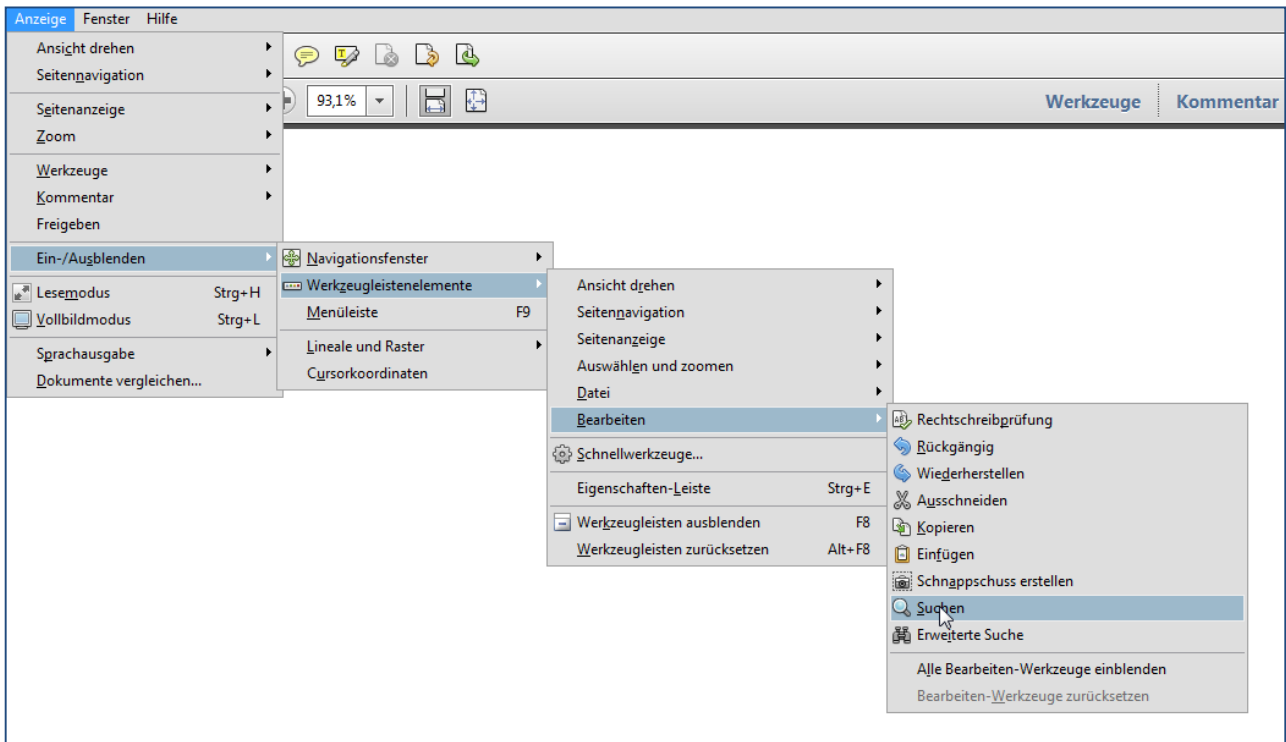 Anzeige Fenster Hilfe
93,1%
Werkzeuge Kommentar
Ansicht drehen
Seitennavigation
Seitenanzeige
Zoom
Werkzeuge
Kommentar
Freigeben
Ein-/Ausblenden
Lesemodus Strg+H
Vollbildmodus Strg+L
Sprachausgabe
Dokumente vergleichen...
Navigationsfenster
Werkzeugleistenelemente
Menüleiste F9
Lineale und Raster
Cursorkoordinaten
Ansicht drehen
Seitennavigation
Seitenanzeige
Auswählen und zoomen
Datei
Bearbeiten
Schnellwerkzeuge...
Eigenschaften-Leiste Strg+E
Werkzeugleisten ausblenden F8
Werkzeugleisten zurücksetzen Alt+F8
Rechtschreibprüfung
Rückgängig
Wiederherstellen
Ausschneiden
Kopieren
Einfügen
Schnappschuss erstellen
Suchen
Erweiterte Suche
Alle Bearbeiten-Werkzeuge einblenden
Bearbeiten-Werkzeuge zurücksetzen